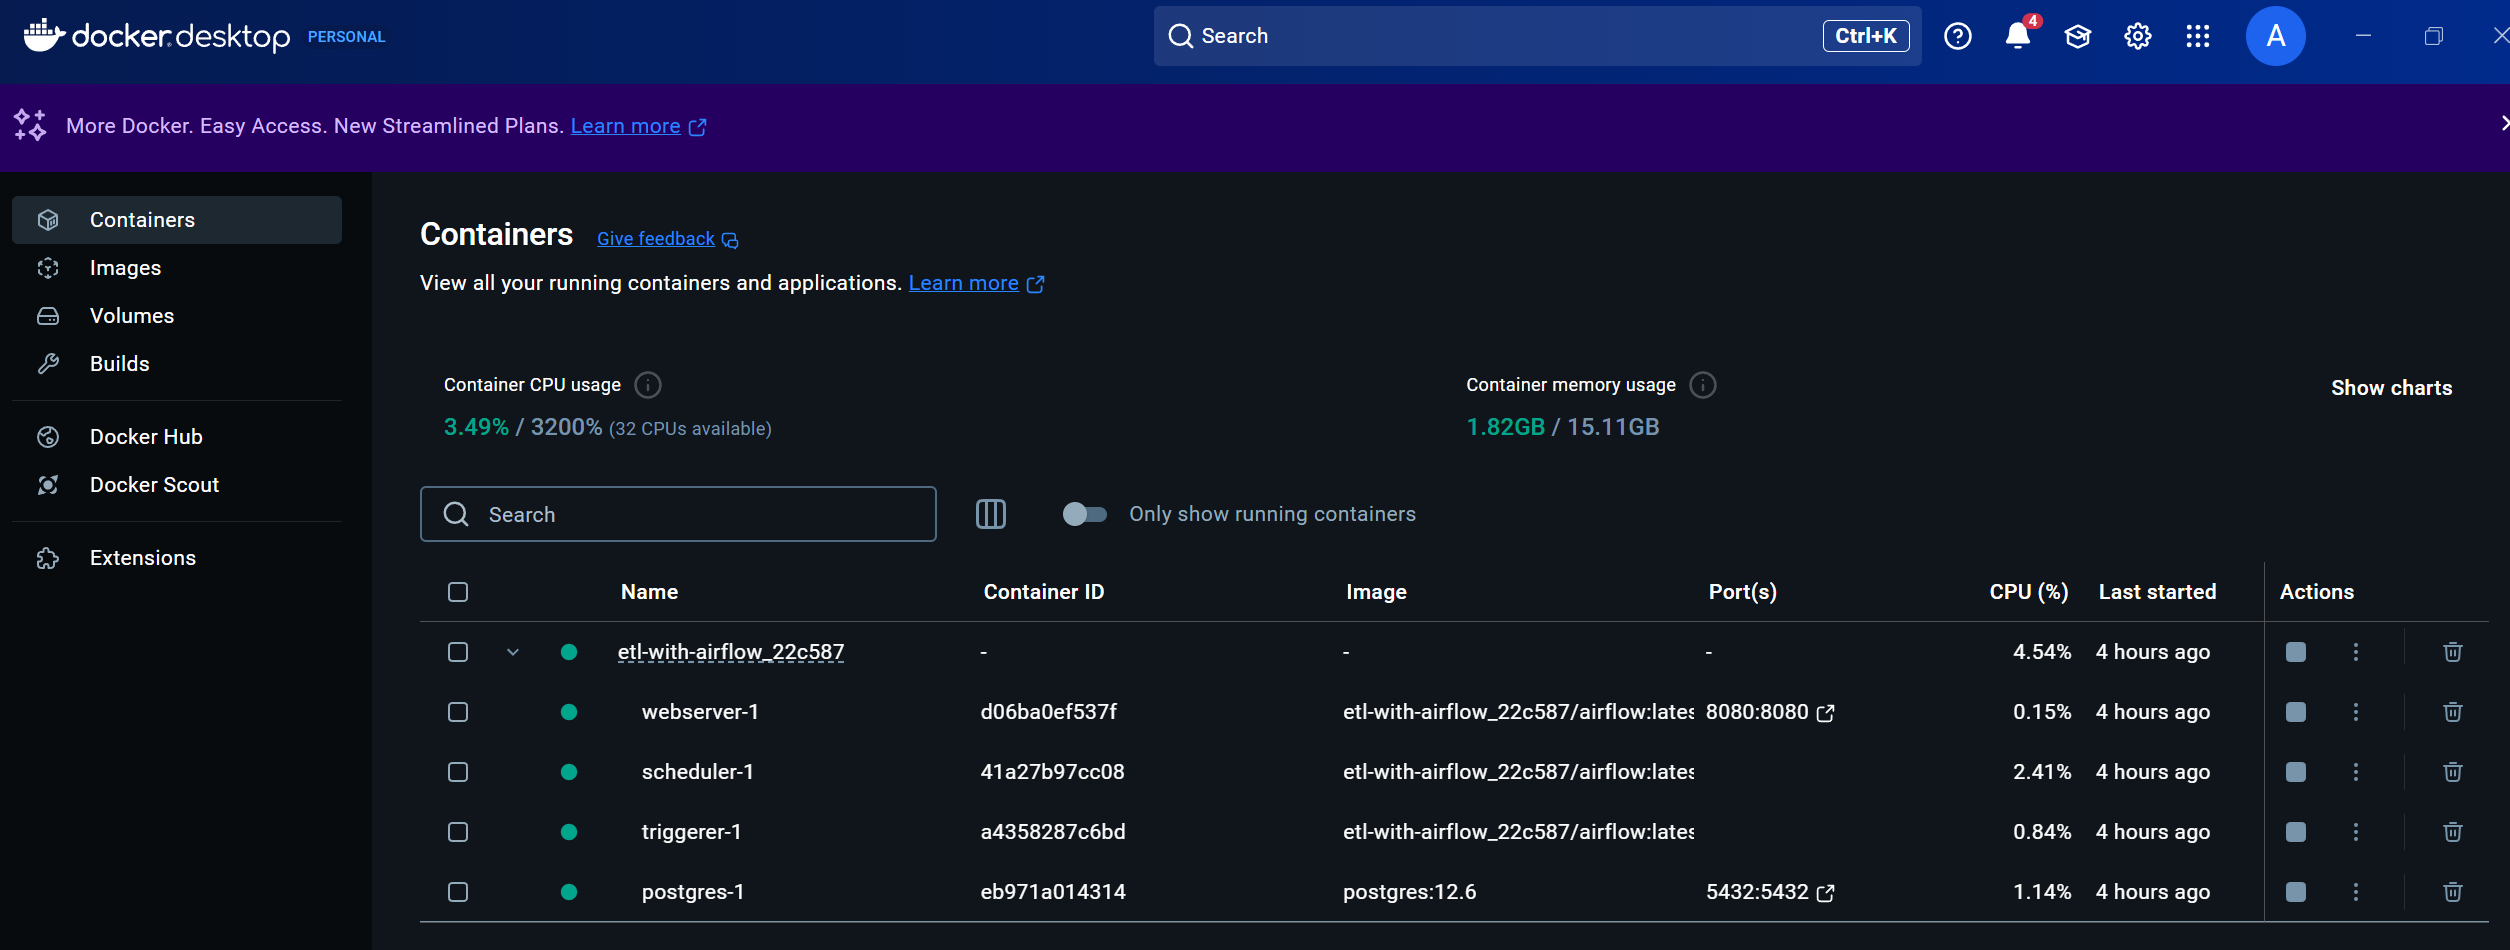 docker desktop PERSONAL Search Ctrl+K 4 A
More Docker. Easy Access. New Streamlined Plans. Learn more
Containers
Images
Volumes
Builds
Docker Hub
Docker Scout
Extensions
Containers Give feedback
View all your running containers and applications. Learn more
Container CPU usage
3.49% / 3200% (32 CPUs available)
Container memory usage
1.82GB / 15.11GB
Show charts
Search
Only show running containers
Name Container ID Image Port(s) CPU (%) Last started Actions
etl-with-airflow_22c587 - - - 4.54% 4 hours ago
webserver-1 d06ba0ef537f etl-with-airflow_22c587/airflow:lates 8080:8080 0.15% 4 hours ago
scheduler-1 41a27b97cc08 etl-with-airflow_22c587/airflow:lates 2.41% 4 hours ago
triggerer-1 a4358287c6bd etl-with-airflow_22c587/airflow:lates 0.84% 4 hours ago
postgres-1 eb971a014314 postgres:12.6 5432:5432 1.14% 4 hours ago